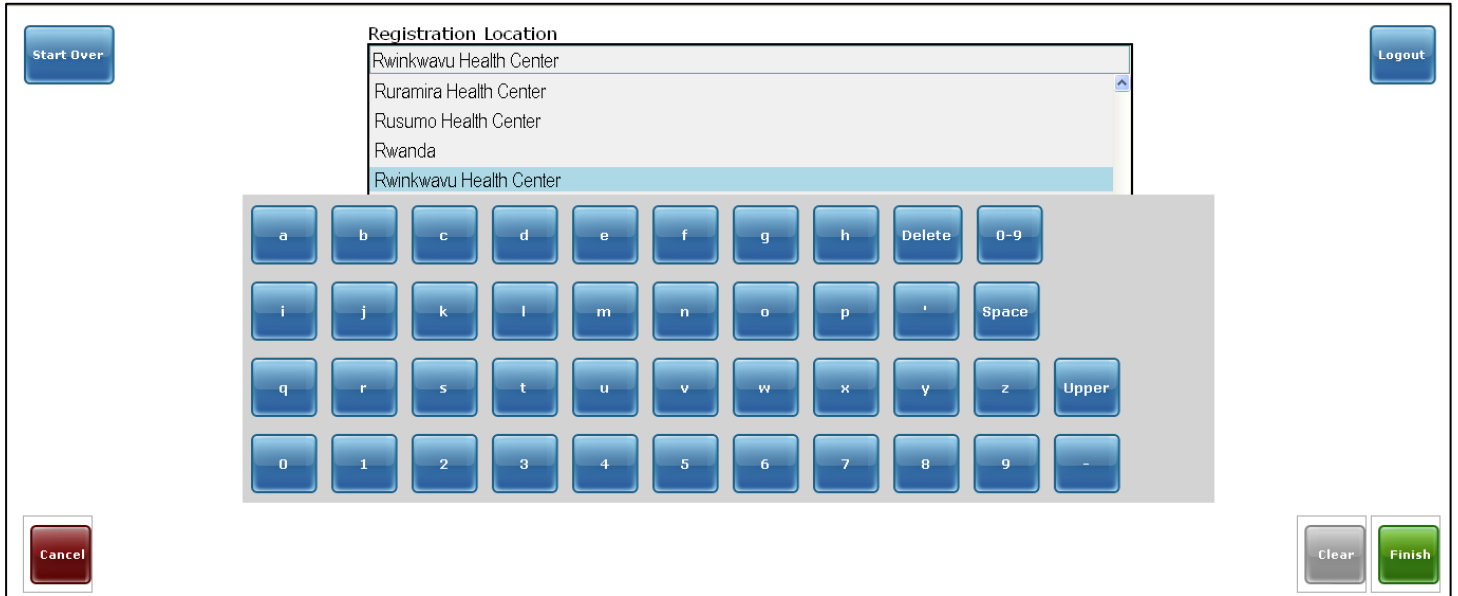 Registration Location
Start Over
Rwinkwavu Health Center
Logout
Ruramira Health Center
Rusumo Health Center
Rwanda
Rwinkwavu Health Center
a b c d e f g h Delete 0-9
i j k l m n o p ' Space
q r s t u v w x y z Upper
0 1 2 3 4 5 6 7 8 9 -
Cancel Clear Finish